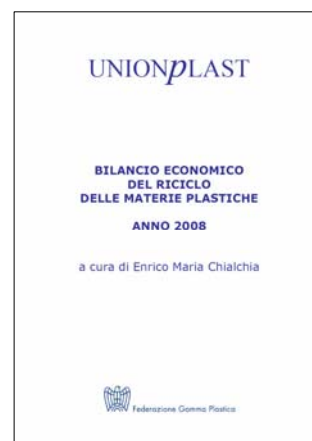 UNIONPLAST
BILANCIO ECONOMICO
DEL RICICLO
DELLE MATERIE PLASTICHE
ANNO 2008
a cura di Enrico Maria Chialchia
Federazione Gomma Plastica